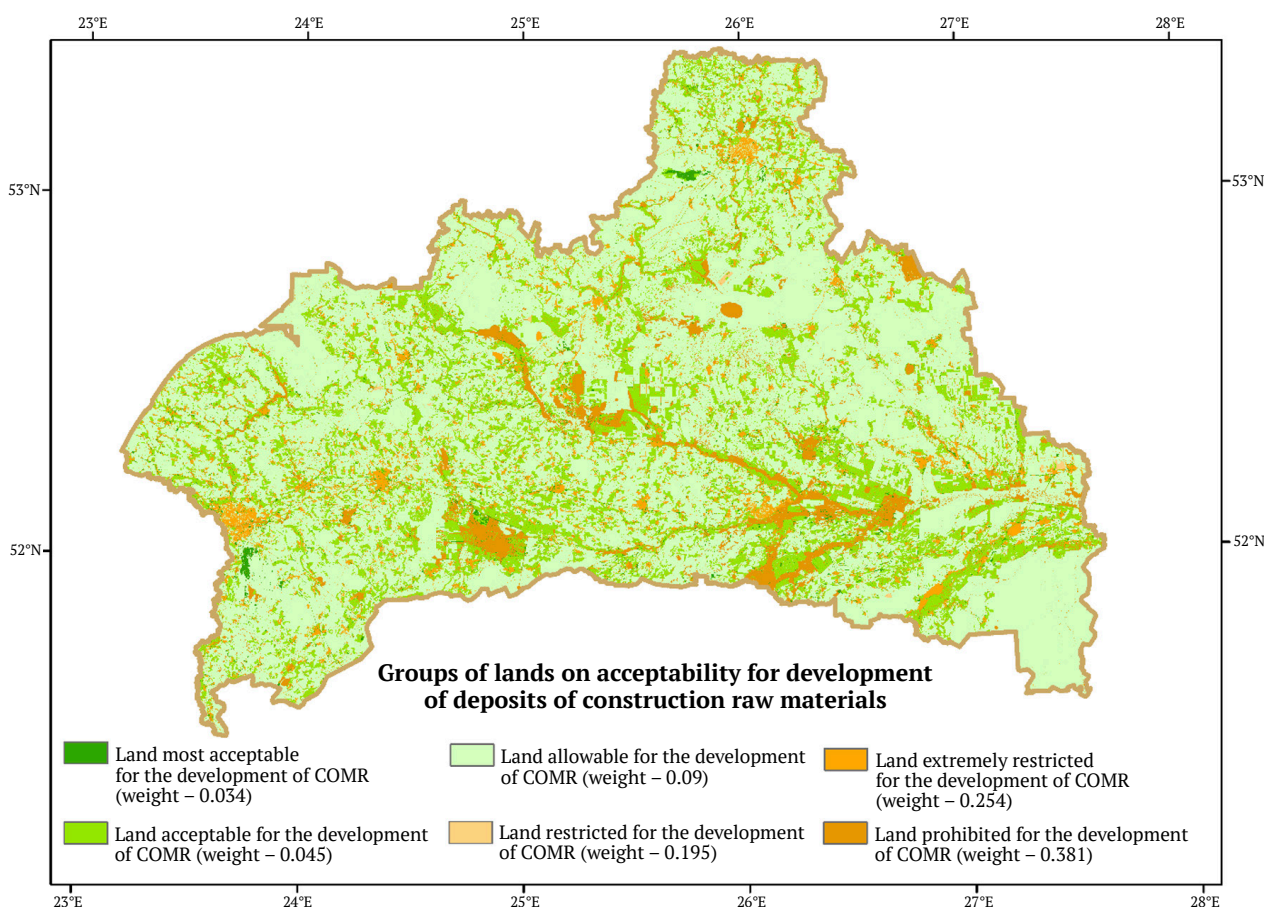 23°E 24°E 25°E 26°E 27°E 28°E
53°N 53°N
52°N 52°N
Groups of lands on acceptability for development
of deposits of construction raw materials
Land most acceptable
for the development of COMR
(weight – 0.034)
Land allowable for the development
of COMR (weight – 0.09)
Land extremely restricted
for the development of COMR
(weight – 0.254)
Land acceptable for the development
of COMR (weight – 0.045)
Land restricted for the development
of COMR (weight – 0.195)
Land prohibited for the development
of COMR (weight – 0.381)
23°E 24°E 25°E 26°E 27°E 28°E